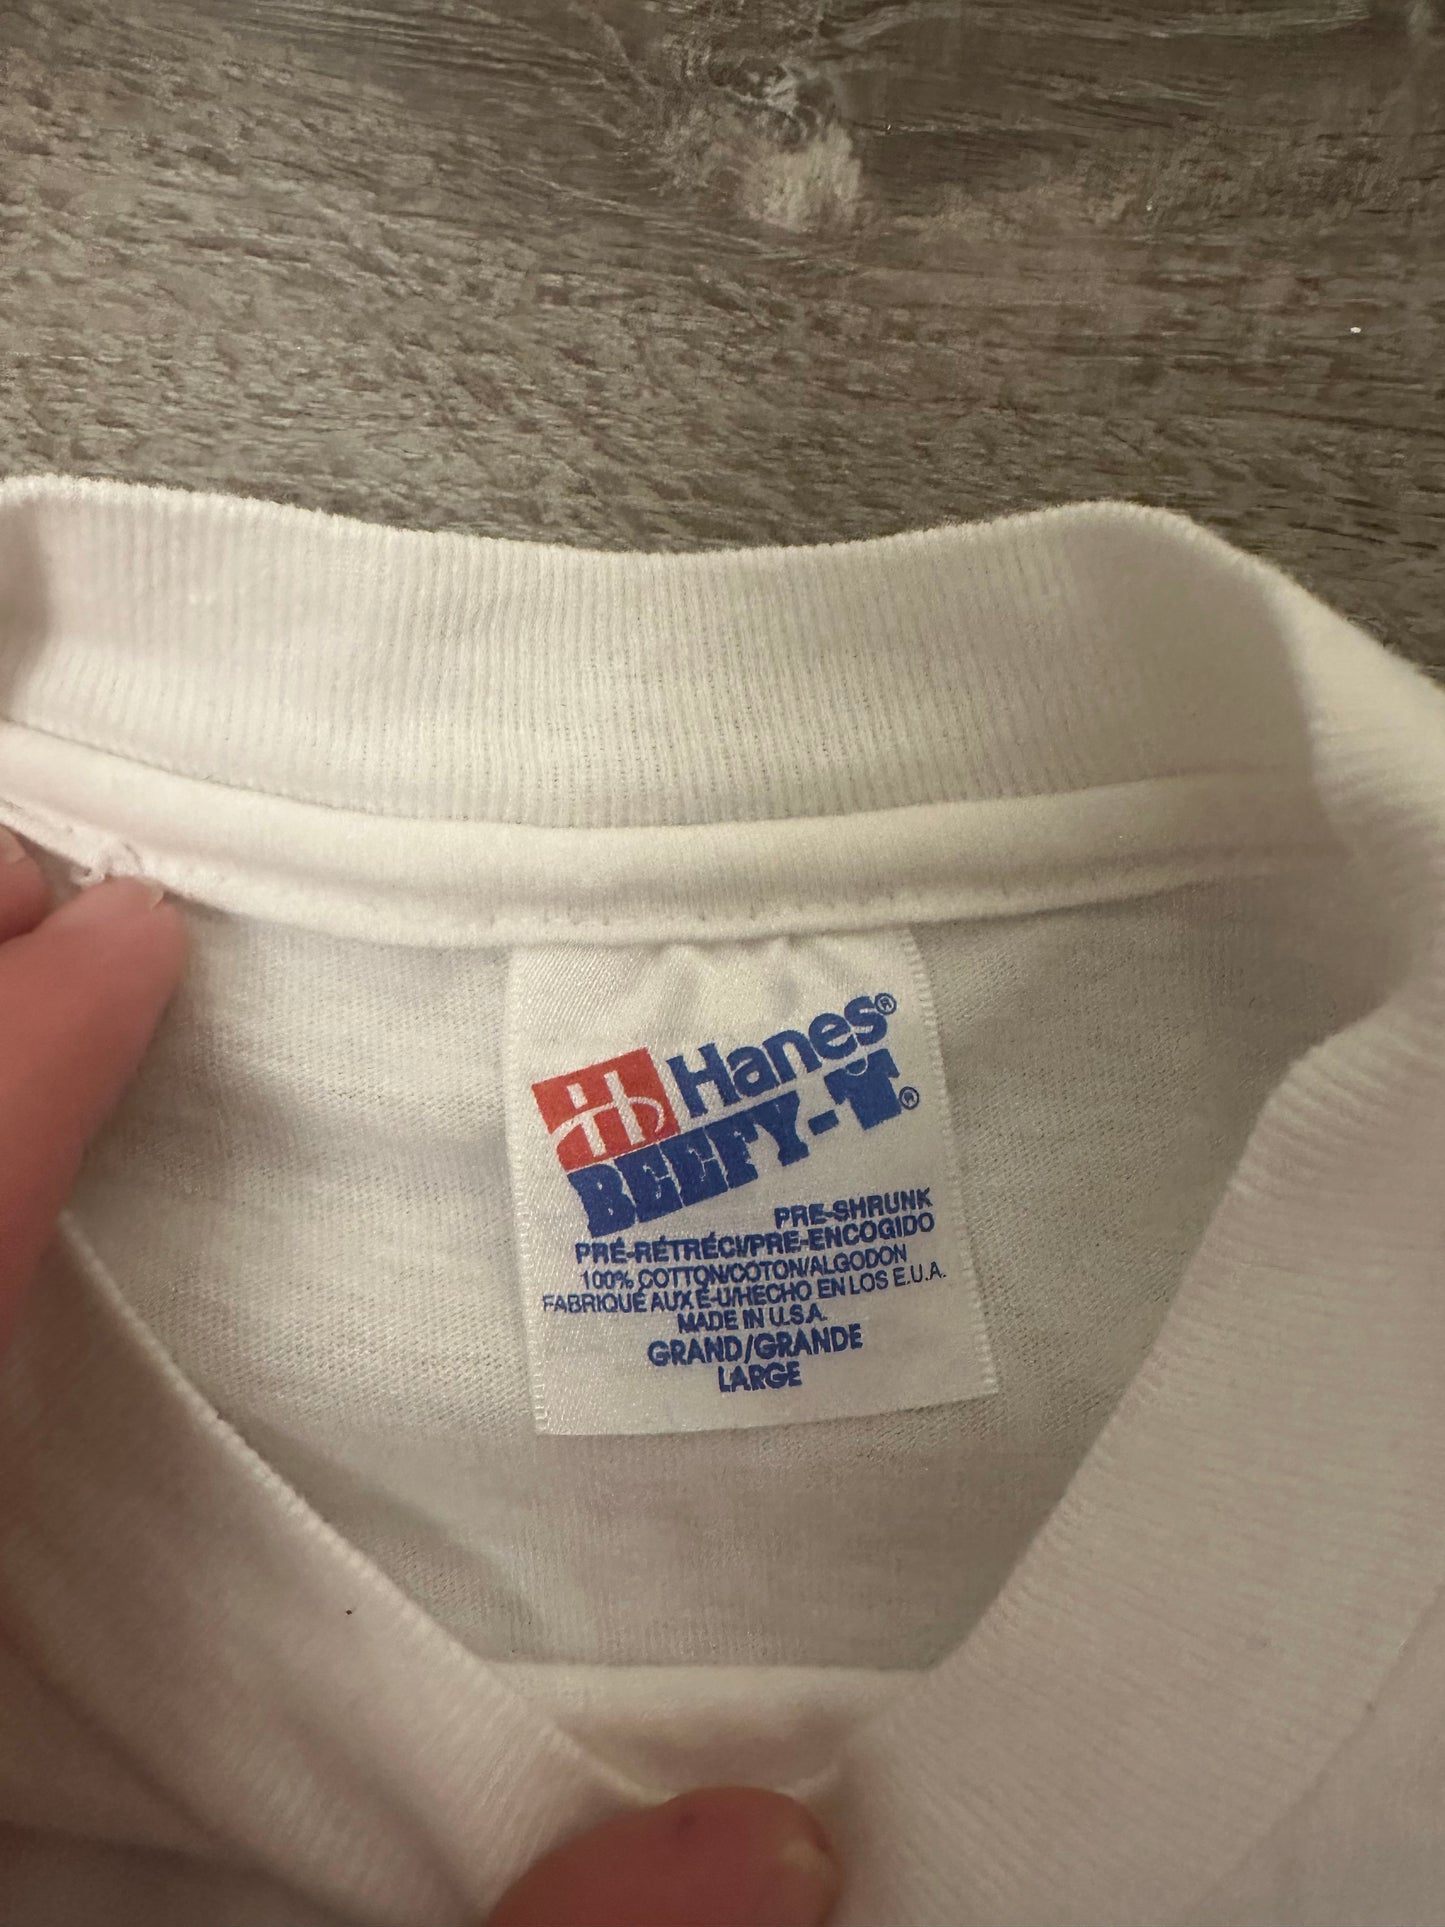 Hanes®
BEEFY-T®
PRE-SHRUNK
PRÉ-RÉTRÉCI/PRE-ENCOGIDO
100% COTTON/COTON/ALGODON
FABRIQUÉ AUX É-U/HECHO EN LOS E.U.A.
MADE IN U.S.A.
GRAND/GRANDE
LARGE